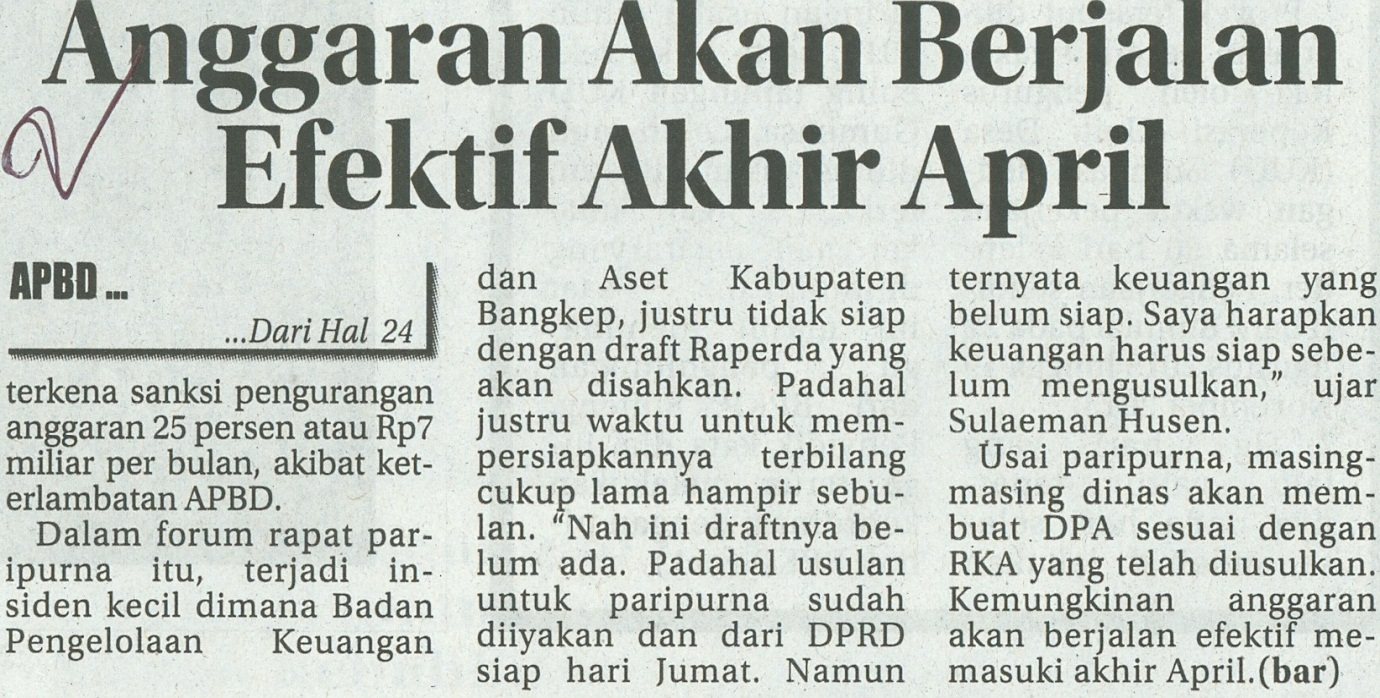 Anggaran Akan Berjalan
Efektif Akhir April
APBD ...
...Dari Hal 24
terkena sanksi pengurangan
anggaran 25 persen atau Rp7
miliar per bulan, akibat ket-
erlambatan APBD.
Dalam forum rapat par-
ipurna itu, terjadi in-
siden kecil dimana Badan
Pengelolaan Keuangan
dan Aset Kabupaten
Bangkep, justru tidak siap
dengan draft Raperda yang
akan disahkan. Padahal
justru waktu untuk mem-
persiapkannya terbilang
cukup lama hampir sebu-
lan. “Nah ini draftnya be-
lum ada. Padahal usulan
untuk paripurna sudah
diiyakan dan dari DPRD
siap hari Jumat. Namun
ternyata keuangan yang
belum siap. Saya harapkan
keuangan harus siap sebe-
lum mengusulkan,” ujar
Sulaeman Husen.
Usai paripurna, masing-
masing dinas akan mem-
buat DPA sesuai dengan
RKA yang telah diusulkan.
Kemungkinan anggaran
akan berjalan efektif me-
masuki akhir April.(bar)